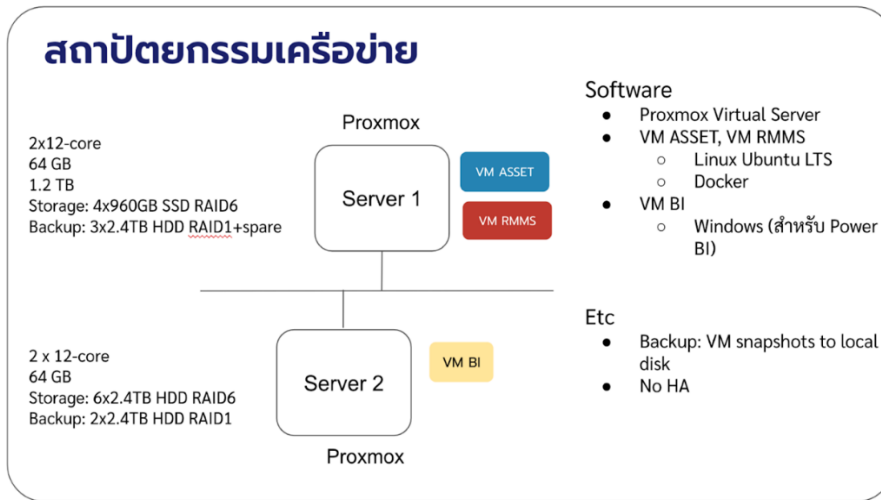 สถาปัตยกรรมเครือข่าย
2x12-core
64 GB
1.2 TB
Storage: 4x960GB SSD RAID6
Backup: 3x2.4TB HDD RAID1+spare
Proxmox
Server 1
VM ASSET
VM RMMS
2 x 12-core
64 GB
Storage: 6x2.4TB HDD RAID6
Backup: 2x2.4TB HDD RAID1
Server 2
VM BI
Proxmox
Software
● Proxmox Virtual Server
● VM ASSET, VM RMMS
○ Linux Ubuntu LTS
○ Docker
● VM BI
○ Windows (สำหรับ Power
BI)
Etc
● Backup: VM snapshots to local
disk
● No HA